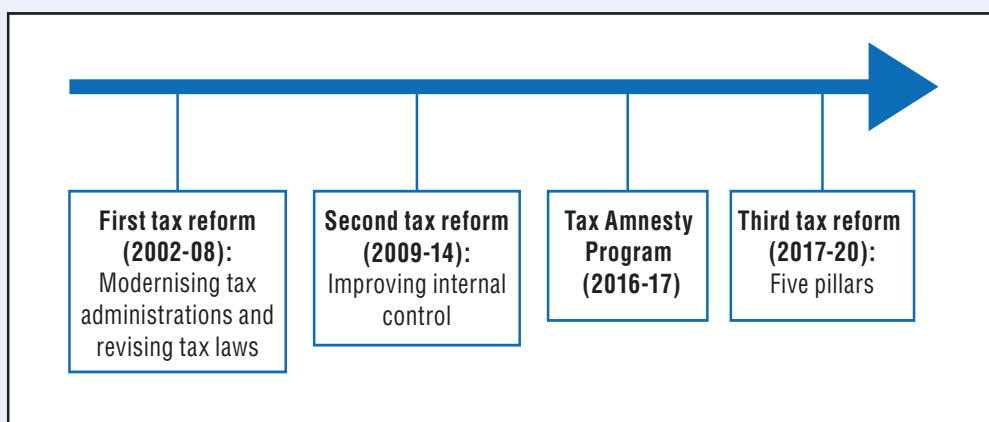 First tax reform
(2002-08):
Modernising tax
administrations and
revising tax laws
Second tax reform
(2009-14):
Improving internal
control
Tax Amnesty
Program
(2016-17)
Third tax reform
(2017-20):
Five pillars